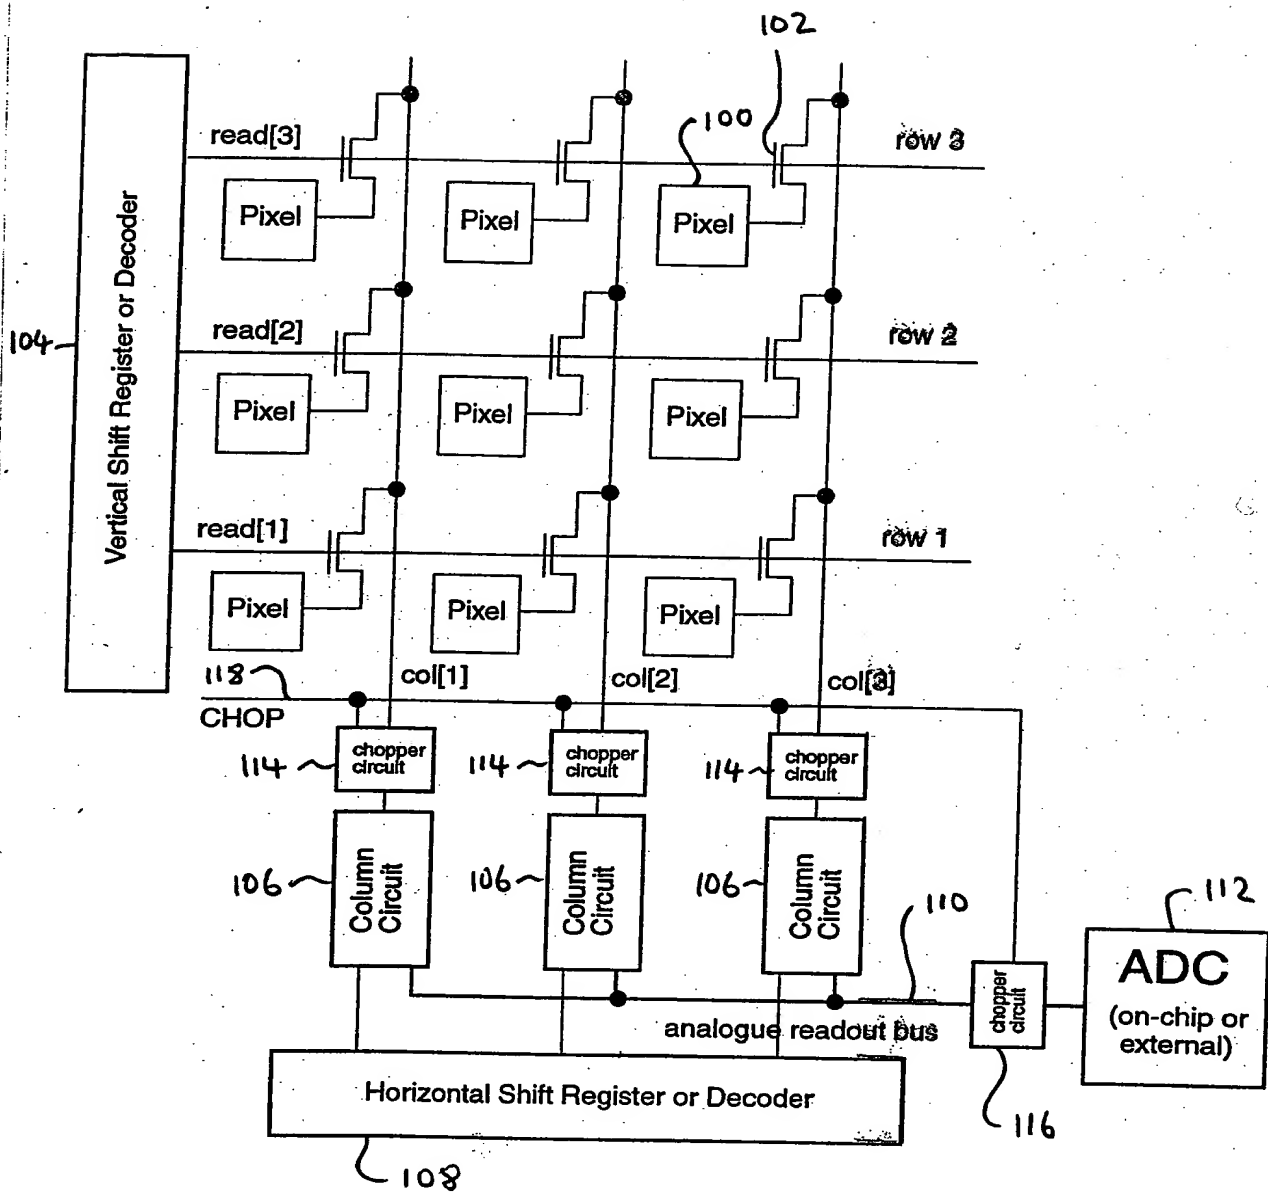 102
100
read[3]
row 3
Pixel
Pixel
Pixel
Vertical Shift Register or Decoder
104
read[2]
row 2
Pixel
Pixel
Pixel
read[1]
row 1
Pixel
Pixel
Pixel
118
col[1]
col[2]
col[3]
CHOP
114
chopper
circuit
114
chopper
circuit
114
chopper
circuit
106
Column
Circuit
106
Column
Circuit
106
Column
Circuit
110
112
chopper
circuit
ADC
(on-chip or
external)
analogue readout bus
Horizontal Shift Register or Decoder
116
108